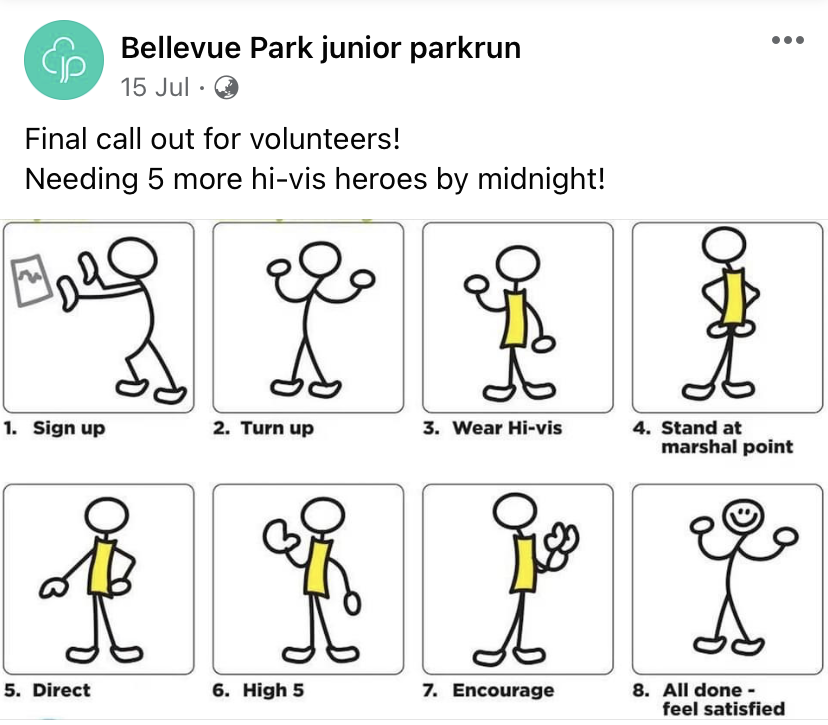 Bellevue Park junior parkrun
15 Jul ·
Final call out for volunteers!
Needing 5 more hi-vis heroes by midnight!
1. Sign up
2. Turn up
3. Wear Hi-vis
4. Stand at
marshal point
5. Direct
6. High 5
7. Encourage
8. All done -
feel satisfied